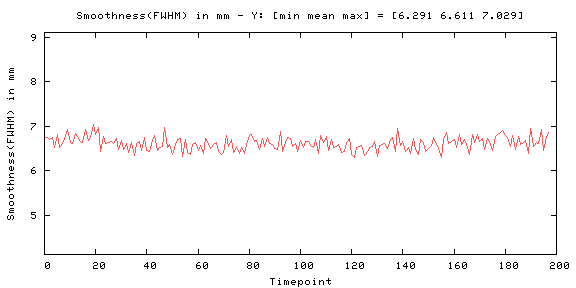 Smoothness(FWHM) in mm - Y: [min mean max] = [6.291 6.611 7.029]
9
8
7
6
5
Smoothness(FWHM) in mm
0 20 40 60 80 100 120 140 160 180 200
Timepoint